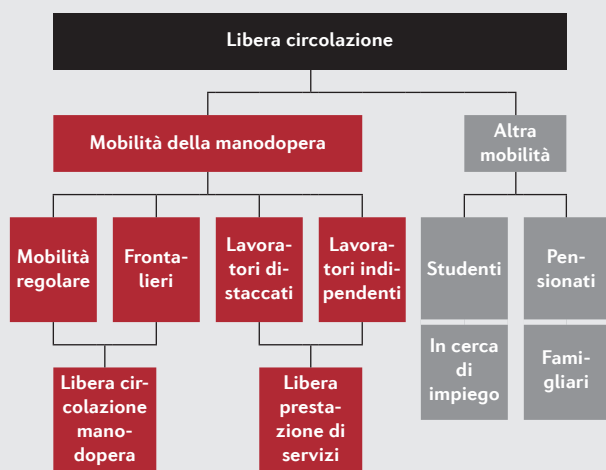 Libera circolazione
Mobilità della manodopera
Altra
mobilità
Mobilità
regolare
Fronta-
lieri
Lavora-
tori di-
staccati
Lavora-
tori indi-
pendenti
Studenti
Pen-
sionati
In cerca
di
impiego
Fami-
gliari
Libera cir-
colazione
mano-
dopera
Libera
presta-
zione di
servizi